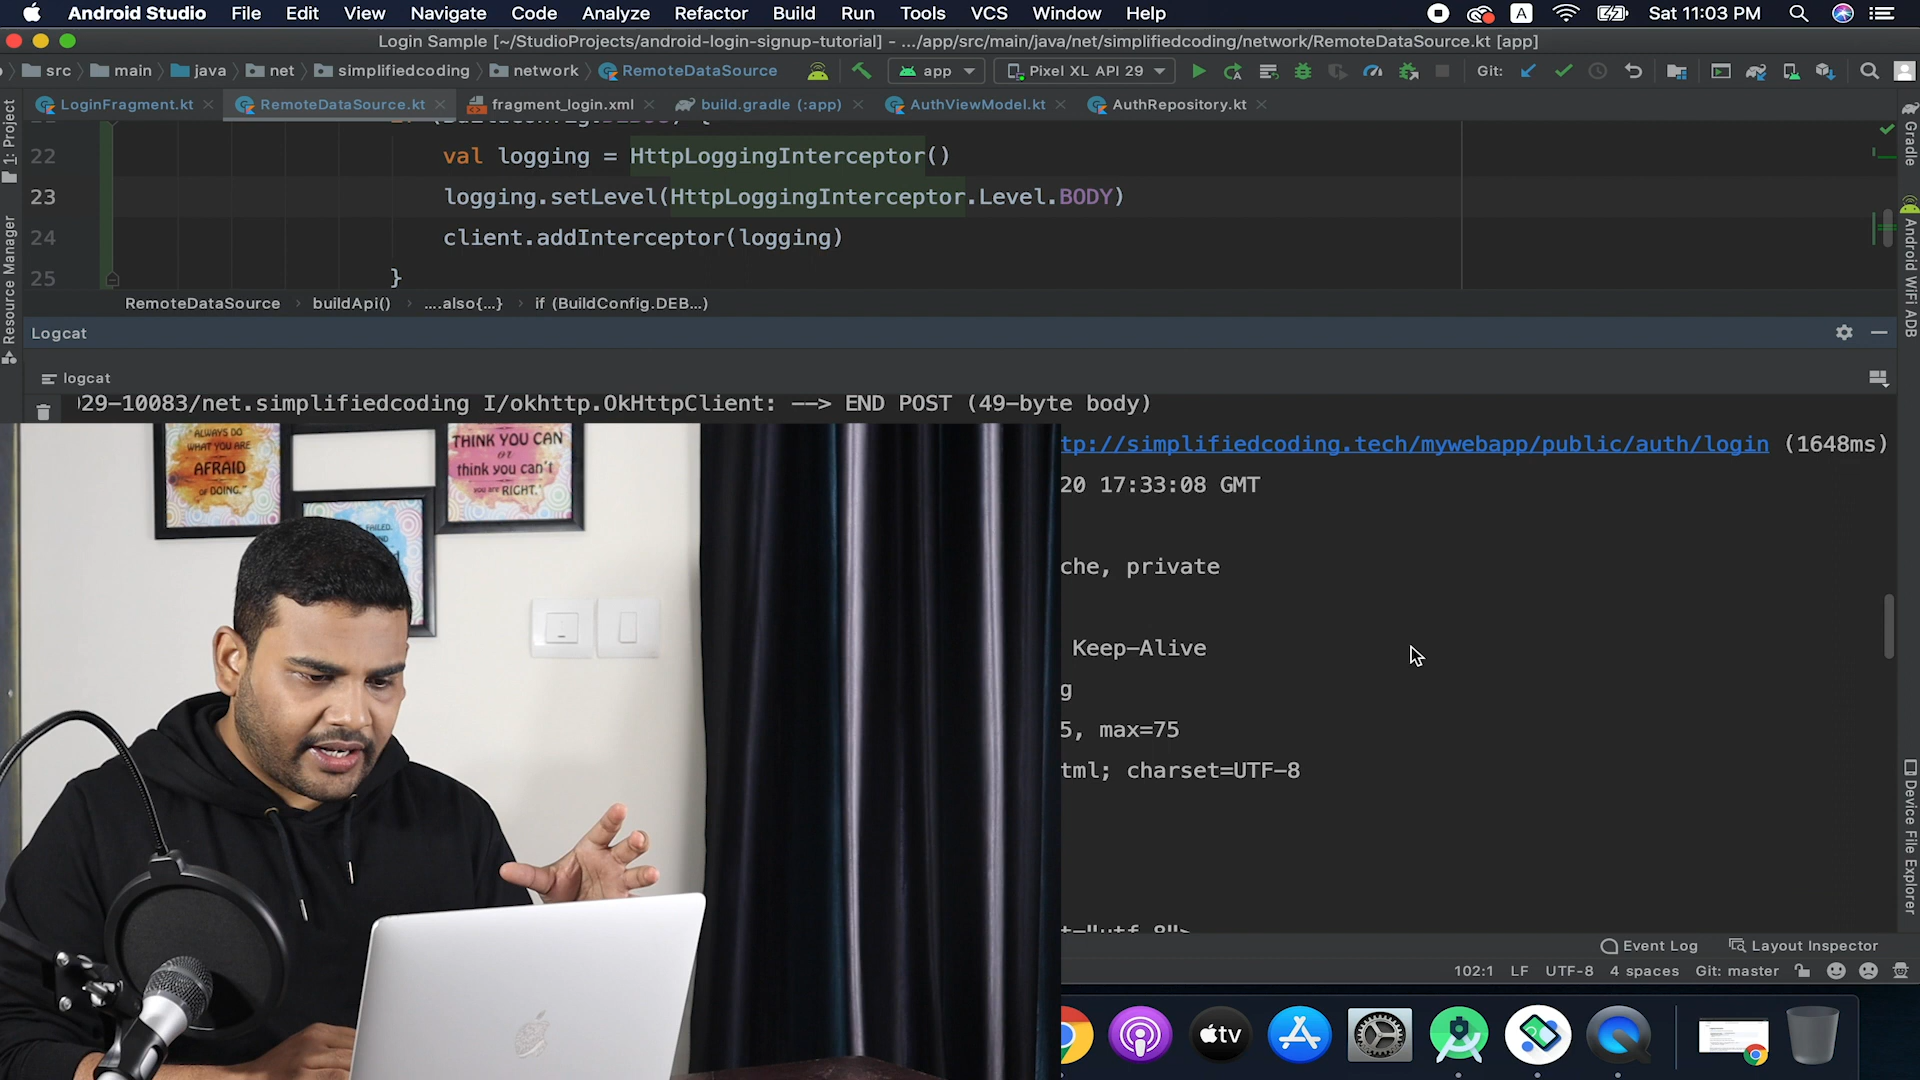 Android Studio File Edit View Navigate Code Analyze Refactor Build Run Tools VCS Window Help A Sat 11:03 PM
Login Sample [~/StudioProjects/android-login-signup-tutorial] - .../app/src/main/java/net/simplifiedcoding/network/RemoteDataSource.kt [app]
src main java net simplifiedcoding network RemoteDataSource app Pixel XL API 29 Git:
LoginFragment.kt RemoteDataSource.kt fragment_login.xml build.gradle (:app) AuthViewModel.kt AuthRepository.kt
1: Project
Resource Manager
Gradle
Android WiFi ADB
Device File Explorer
22 val logging = HttpLoggingInterceptor()
23 logging.setLevel(HttpLoggingInterceptor.Level.BODY)
24 client.addInterceptor(logging)
25 }
RemoteDataSource buildApi() ....also{...} if (BuildConfig.DEB...)
Logcat
logcat
29-10083/net.simplifiedcoding I/okhttp.OkHttpClient: --> END POST (49-byte body)
tp://simplifiedcoding.tech/mywebapp/public/auth/login (1648ms)
20 17:33:08 GMT
che, private
Keep-Alive
g
5, max=75
tml; charset=UTF-8
"ALWAYS DO
WHAT YOU ARE
AFRAID
OF DOING."
THINK YOU CAN
or
think you can't
you are RIGHT."
Event Log Layout Inspector
102:1 LF UTF-8 4 spaces Git: master
tv